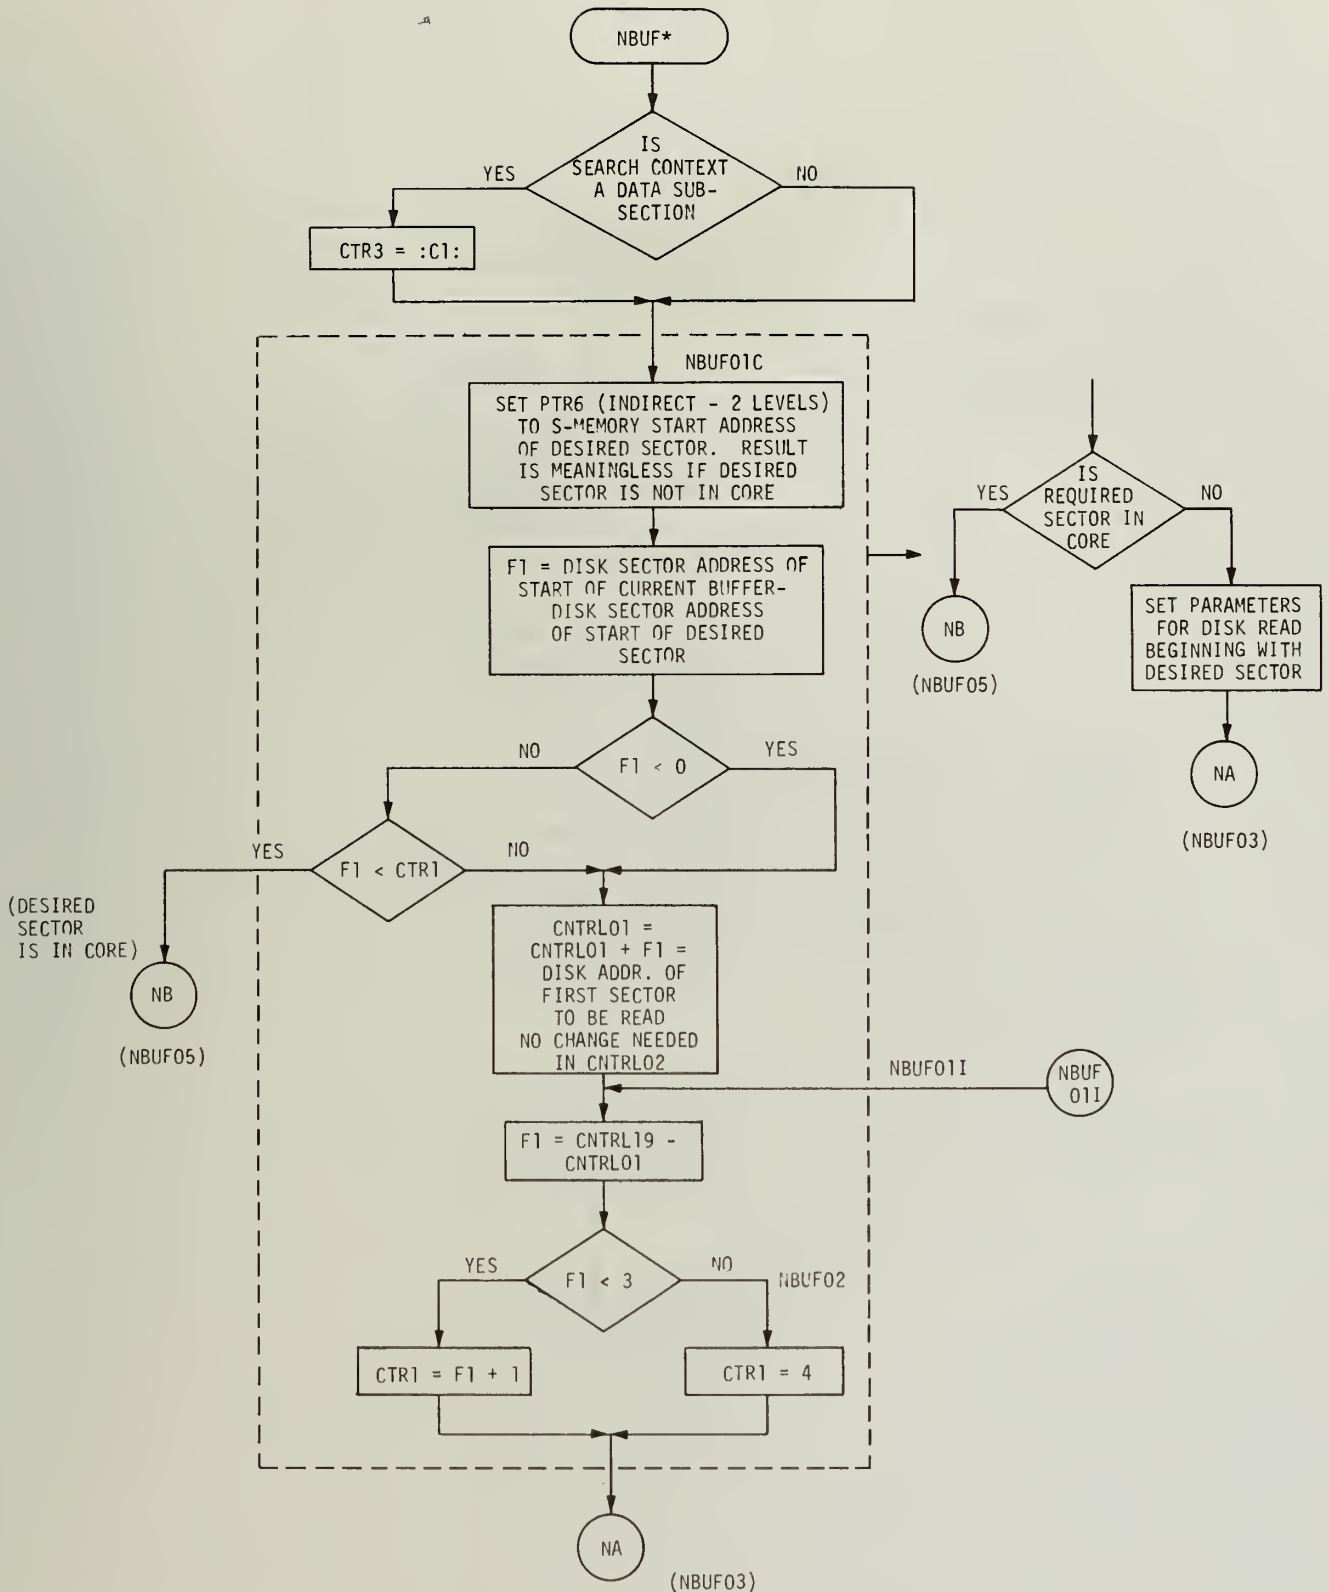 NBUF*
IS
SEARCH CONTEXT
A DATA SUB-
SECTION
YES
NO
CTR3 = :C1:
NBUF01C
SET PTR6 (INDIRECT - 2 LEVELS)
TO S-MEMORY START ADDRESS
OF DESIRED SECTOR. RESULT
IS MEANINGLESS IF DESIRED
SECTOR IS NOT IN CORE
F1 = DISK SECTOR ADDRESS OF
START OF CURRENT BUFFER-
DISK SECTOR ADDRESS
OF START OF DESIRED
SECTOR
NO
F1 < 0
YES
YES
F1 < CTR1
NO
(DESIRED
SECTOR
IS IN CORE)
NB
(NBUF05)
CNTRL01 =
CNTRL01 + F1 =
DISK ADDR. OF
FIRST SECTOR
TO BE READ
NO CHANGE NEEDED
IN CNTRL02
NBUF01I
NBUF
01I
F1 = CNTRL19 -
CNTRL01
YES
F1 < 3
NO
NBUF02
CTR1 = F1 + 1
CTR1 = 4
NA
(NBUF03)
YES
IS
REQUIRED
SECTOR IN
CORE
NO
NB
(NBUF05)
SET PARAMETERS
FOR DISK READ
BEGINNING WITH
DESIRED SECTOR
NA
(NBUF03)